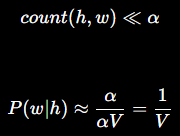 count(h, w) ≪ α
P(w|h) ≈ α/αV = 1/V